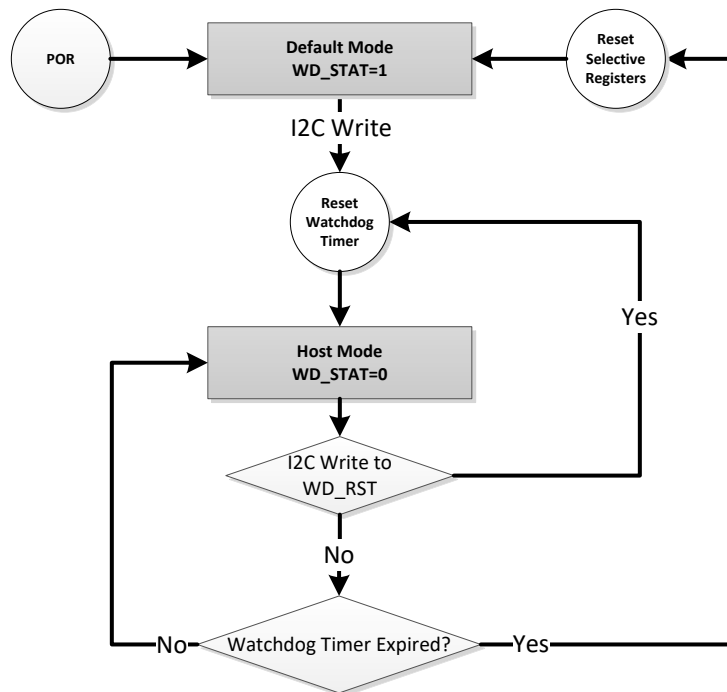 POR
Default Mode
WD_STAT=1
Reset
Selective
Registers
I2C Write
Reset
Watchdog
Timer
Yes
Host Mode
WD_STAT=0
I2C Write to
WD_RST
No
No
Watchdog Timer Expired?
Yes